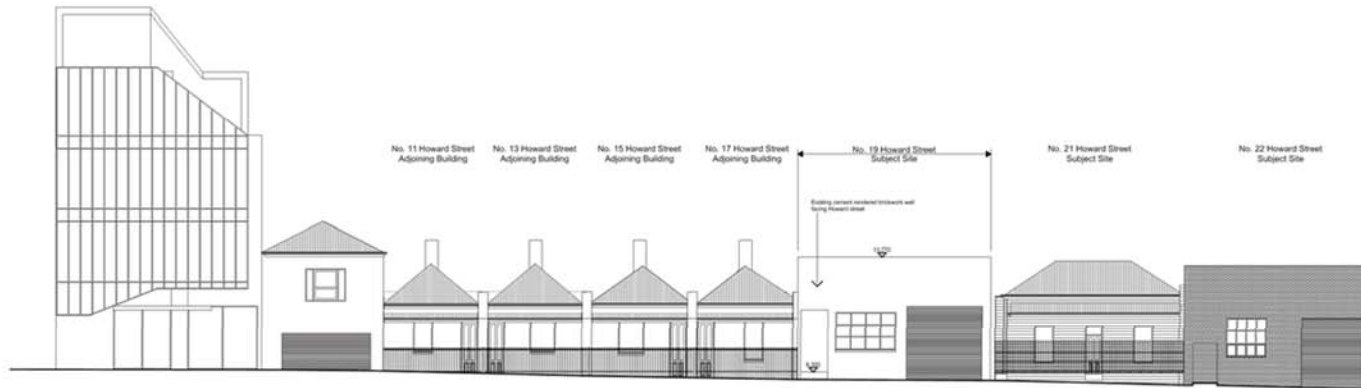 No. 11 Howard Street
Adjoining Building
No. 13 Howard Street
Adjoining Building
No. 15 Howard Street
Adjoining Building
No. 17 Howard Street
Adjoining Building
No. 19 Howard Street
Subject Site
No. 21 Howard Street
Subject Site
No. 22 Howard Street
Subject Site
Existing cement rendered brickwork wall
facing Howard street